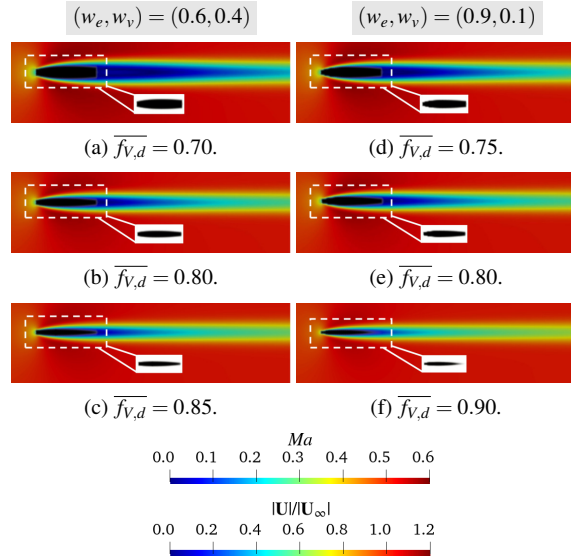 (w_e, w_v) = (0.6, 0.4)
(w_e, w_v) = (0.9, 0.1)
(a) \overline{f_{V,d}} = 0.70.
(d) \overline{f_{V,d}} = 0.75.
(b) \overline{f_{V,d}} = 0.80.
(e) \overline{f_{V,d}} = 0.80.
(c) \overline{f_{V,d}} = 0.85.
(f) \overline{f_{V,d}} = 0.90.
Ma
0.0 0.1 0.2 0.3 0.4 0.5 0.6
|U|/|U_∞|
0.0 0.2 0.4 0.6 0.8 1.0 1.2